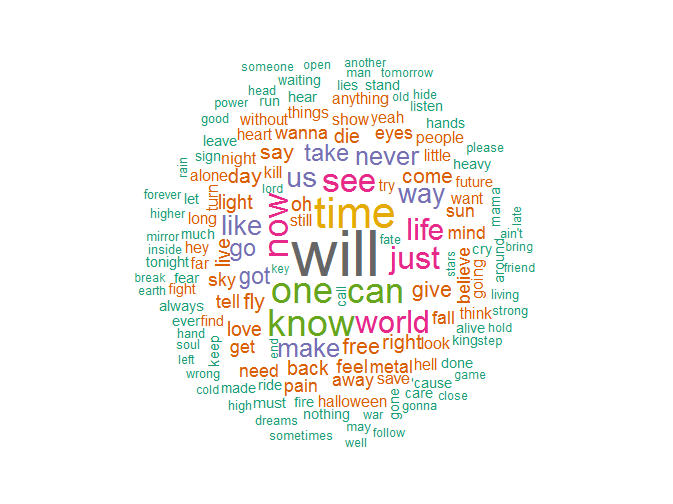 someone open another
waiting man tomorrow
head lies stand
power run hear anything old hide
good without things show yeah listen
leave heart wanna die eyes people hands
rain sign night say take never little please
alone day kill us see try come heavy
forever let turn lord way want future
higher light oh time sun mama
long still late
mirror much like now will life mind ain't
inside hey live go fate just cry bring
tonight far around
break fear sky got key stars believe going friend
earth fight one can give living
always tell fly call strong
ever find know world fall think
hand love right alive hold
soul keep get end make free look king step
left back feel metal hell done
wrong need away save 'cause game
cold made ride pain care close
high must fire halloween gone gonna
dreams nothing war
sometimes may follow
well